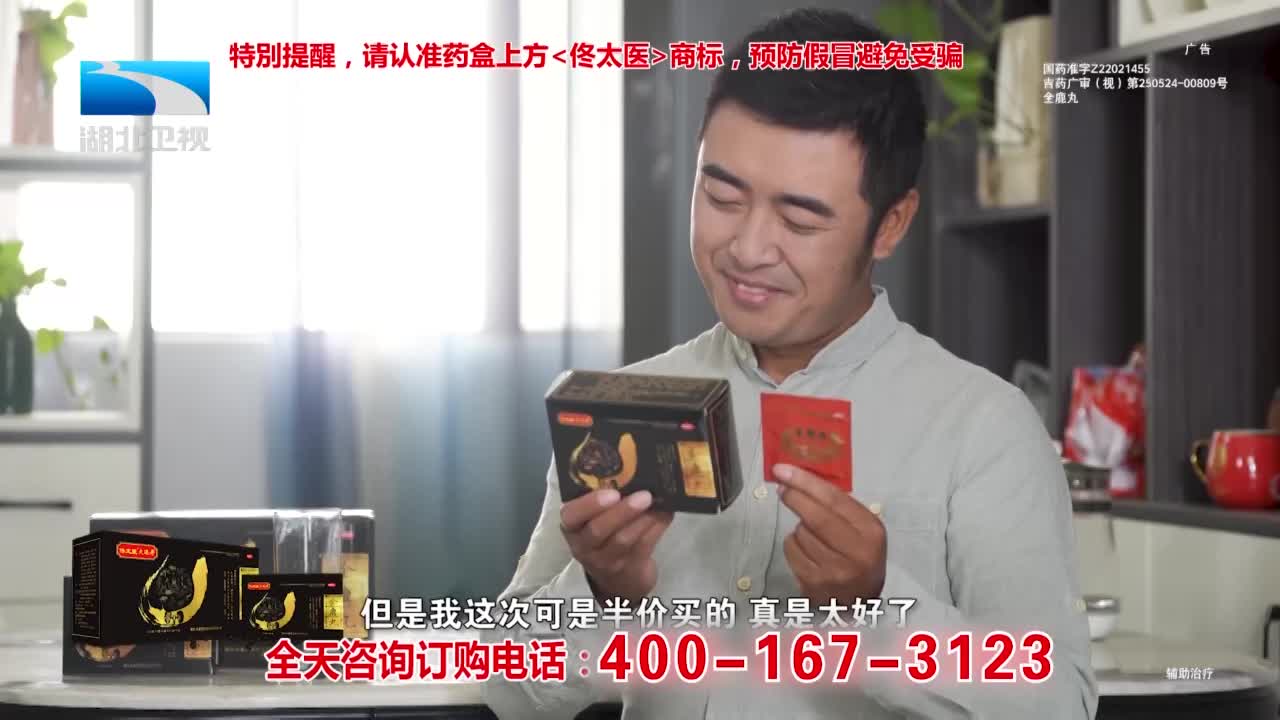 特别提醒，请认准药盒上方<佟太医>商标，预防假冒避免受骗
广告
国药准字Z22021455
吉药广审（视）第250524-00809号
全鹿丸
湖北卫视
但是我这次可是半价买的 真是太好了
全天咨询订购电话：400-167-3123
辅助治疗